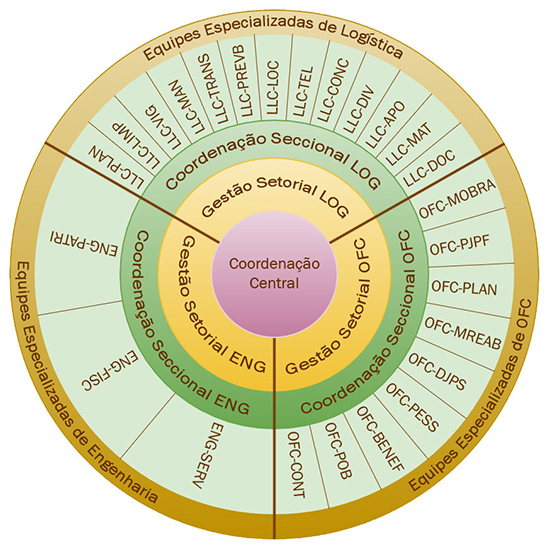 Equipes Especializadas de Logística
LLC-PLAN
LLC-LIMP
LLC-VIG
LLC-MAN
LLC-TRANS
LLC-PREVB
LLC-LOC
LLC-TEL
LLC-CONC
LLC-DIV
LLC-APO
LLC-MAT
LLC-DOC
Coordenação Seccional LOG
Gestão Setorial LOG
Coordenação
Central
Equipes Especializadas de OFC
OFC-MOBRA
OFC-PJPF
OFC-PLAN
OFC-MREAB
OFC-DJPS
OFC-PESS
OFC-BENEF
OFC-POB
OFC-CONT
Coordenação Seccional OFC
Gestão Setorial OFC
Equipes Especializadas de Engenharia
ENG-PATRI
ENG-FISC
ENG-SERV
Coordenação Seccional ENG
Gestão Setorial ENG